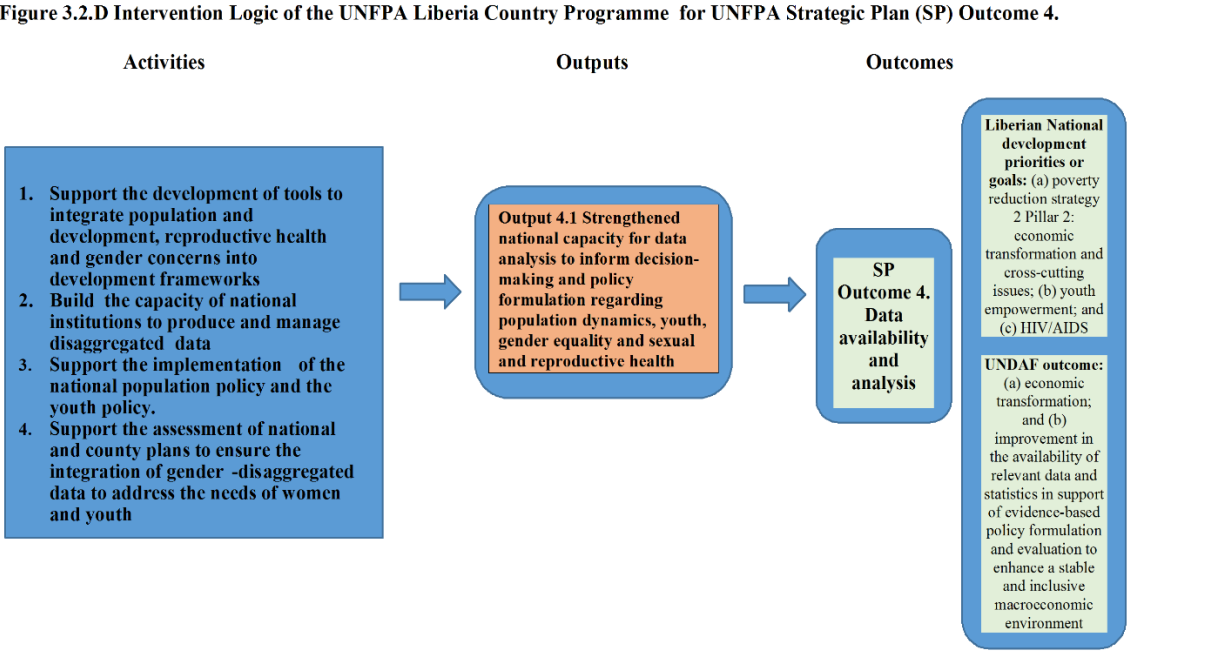 Figure 3.2.D Intervention Logic of the UNFPA Liberia Country Programme for UNFPA Strategic Plan (SP) Outcome 4.
Activities
Outputs
Outcomes
1. Support the development of tools to
integrate population and
development, reproductive health
and gender concerns into
development frameworks
2. Build the capacity of national
institutions to produce and manage
disaggregated data
3. Support the implementation of the
national population policy and the
youth policy.
4. Support the assessment of national
and county plans to ensure the
integration of gender -disaggregated
data to address the needs of women
and youth
Output 4.1 Strengthened
national capacity for data
analysis to inform decision-
making and policy
formulation regarding
population dynamics, youth,
gender equality and sexual
and reproductive health
SP
Outcome 4.
Data
availability
and
analysis
Liberian National
development
priorities or
goals: (a) poverty
reduction strategy
2 Pillar 2:
economic
transformation and
cross-cutting
issues; (b) youth
empowerment; and
(c) HIV/AIDS
UNDAF outcome:
(a) economic
transformation;
and (b)
improvement in
the availability of
relevant data and
statistics in support
of evidence-based
policy formulation
and evaluation to
enhance a stable
and inclusive
macroeconomic
environment